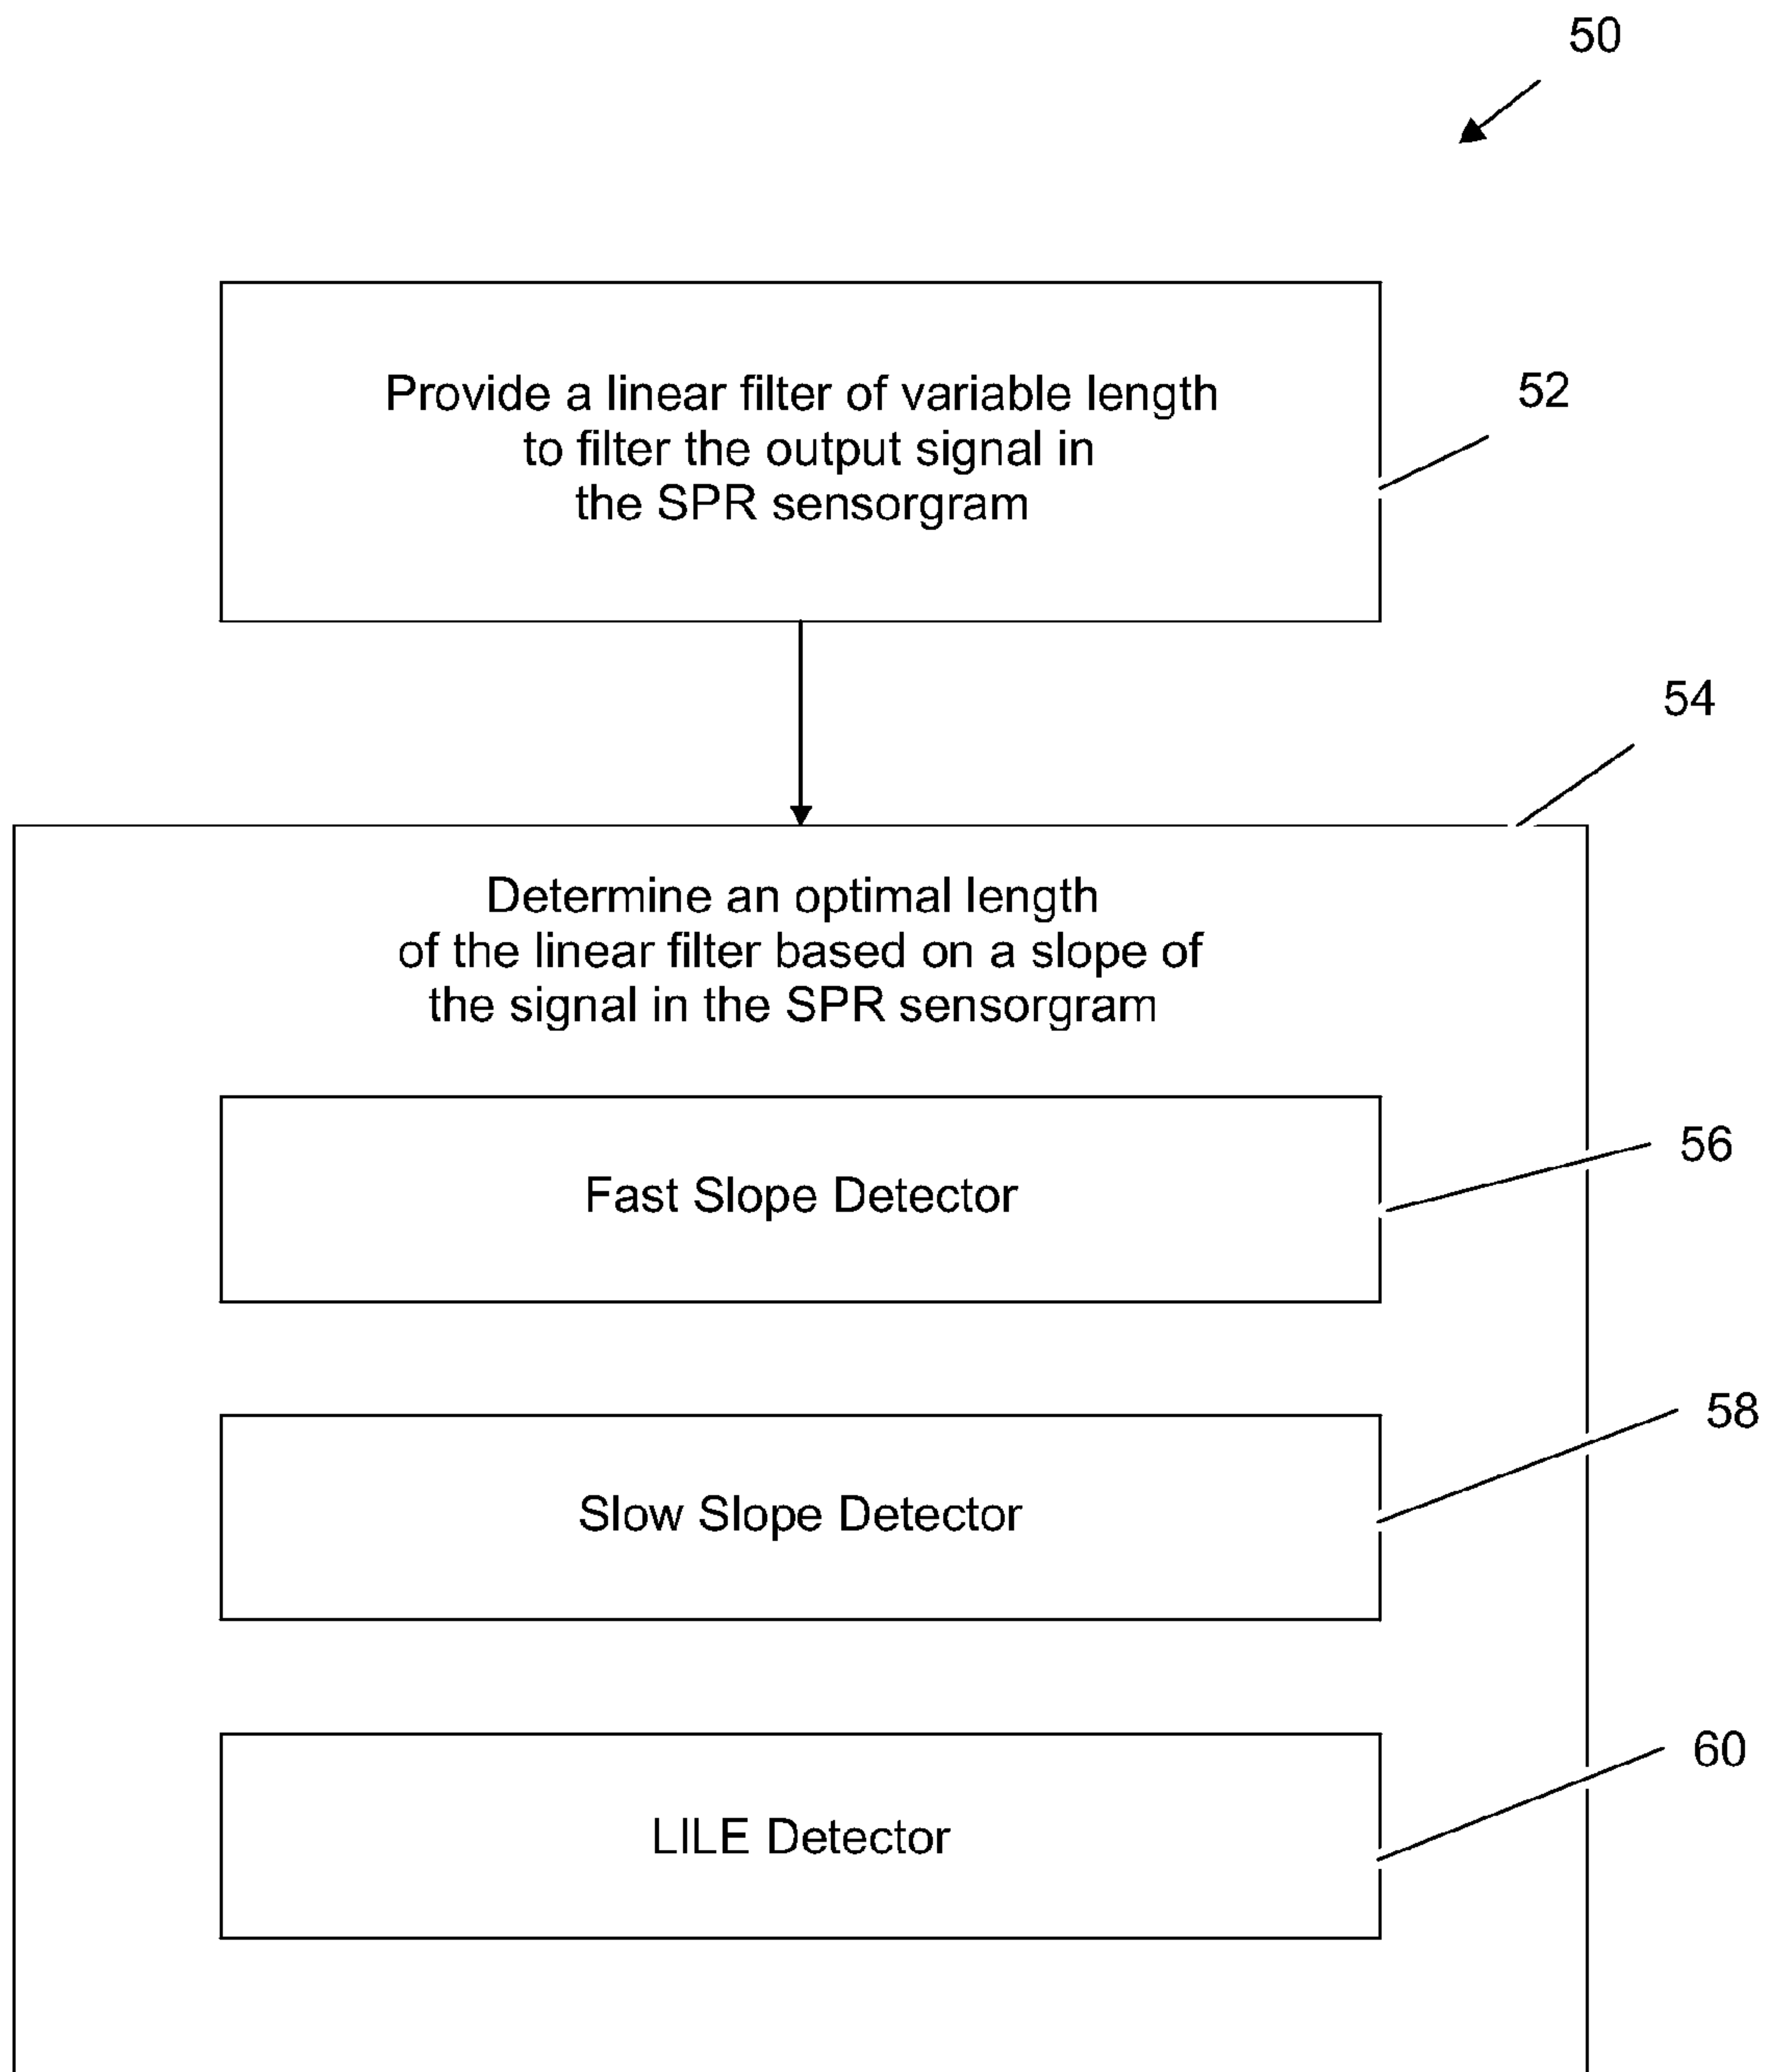 50
Provide a linear filter of variable length
to filter the output signal in
the SPR sensorgram
52
54
Determine an optimal length
of the linear filter based on a slope of
the signal in the SPR sensorgram
Fast Slope Detector
56
Slow Slope Detector
58
LILE Detector
60